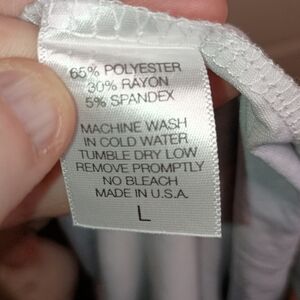 65% POLYESTER
30% RAYON
5% SPANDEX
MACHINE WASH
IN COLD WATER
TUMBLE DRY LOW
REMOVE PROMPTLY
NO BLEACH
MADE IN U.S.A.
L